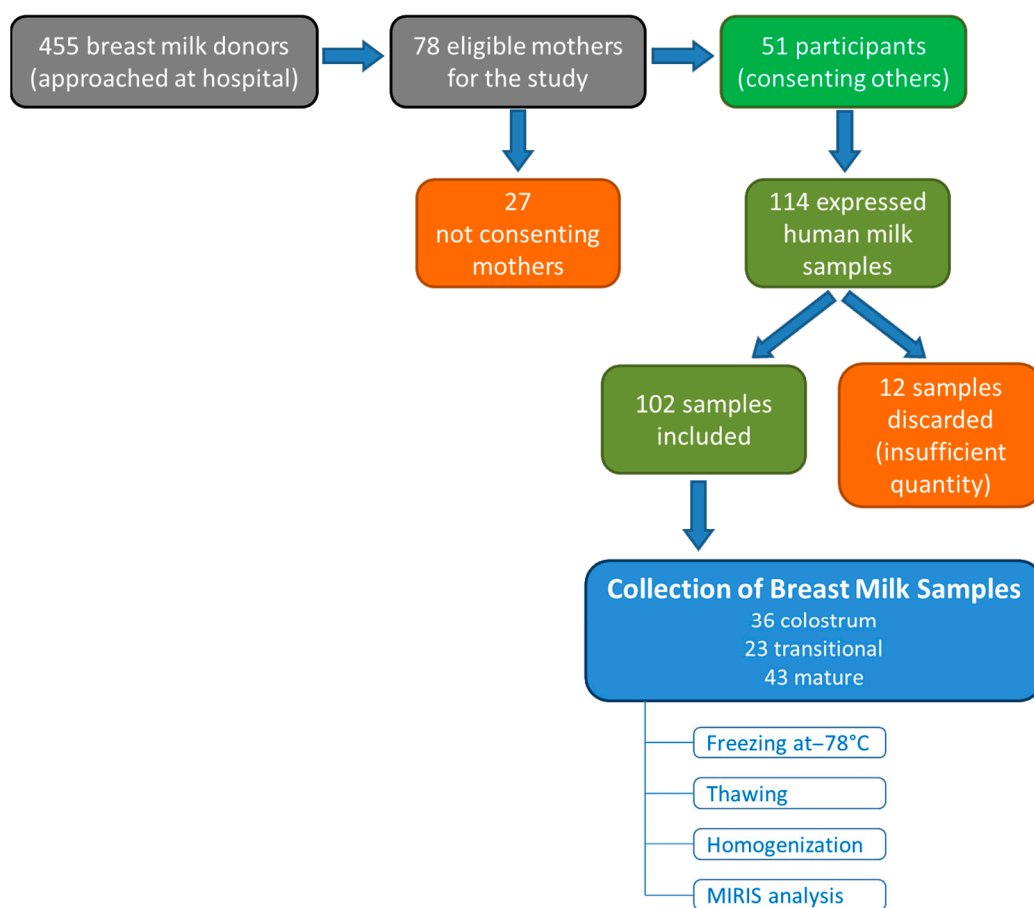 455 breast milk donors
(approached at hospital)
78 eligible mothers
for the study
51 participants
(consenting others)
27
not consenting
mothers
114 expressed
human milk
samples
102 samples
included
12 samples
discarded
(insufficient
quantity)
Collection of Breast Milk Samples
36 colostrum
23 transitional
43 mature
Freezing at–78°C
Thawing
Homogenization
MIRIS analysis